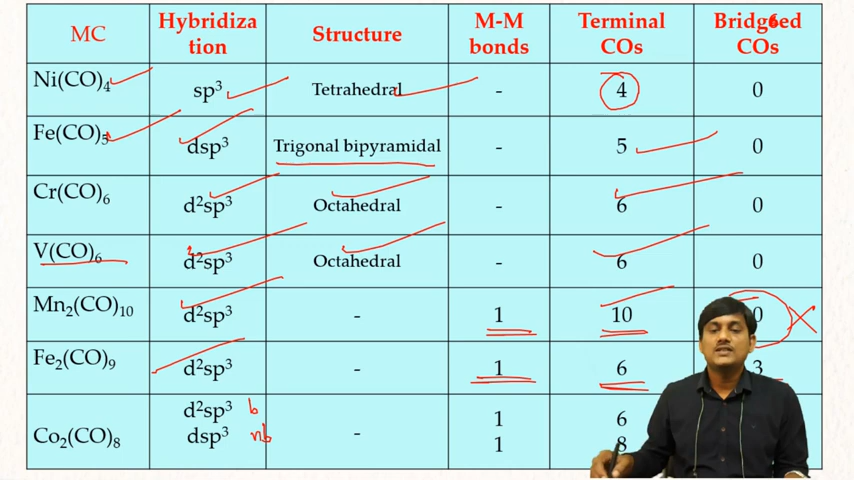 MC Hybridiza Structure M-M Terminal Bridged
tion bonds COs COs
Ni(CO)₄ sp³ Tetrahedral - 4 0
Fe(CO)₅ dsp³ Trigonal bipyramidal - 5 0
Cr(CO)₆ d²sp³ Octahedral - 6 0
V(CO)₆ d²sp³ Octahedral - 6 0
Mn₂(CO)₁₀ d²sp³ - 1 10 0
Fe₂(CO)₉ d²sp³ - 1 6 3
Co₂(CO)₈ d²sp³ b - 1 6
dsp³ nb 1 8